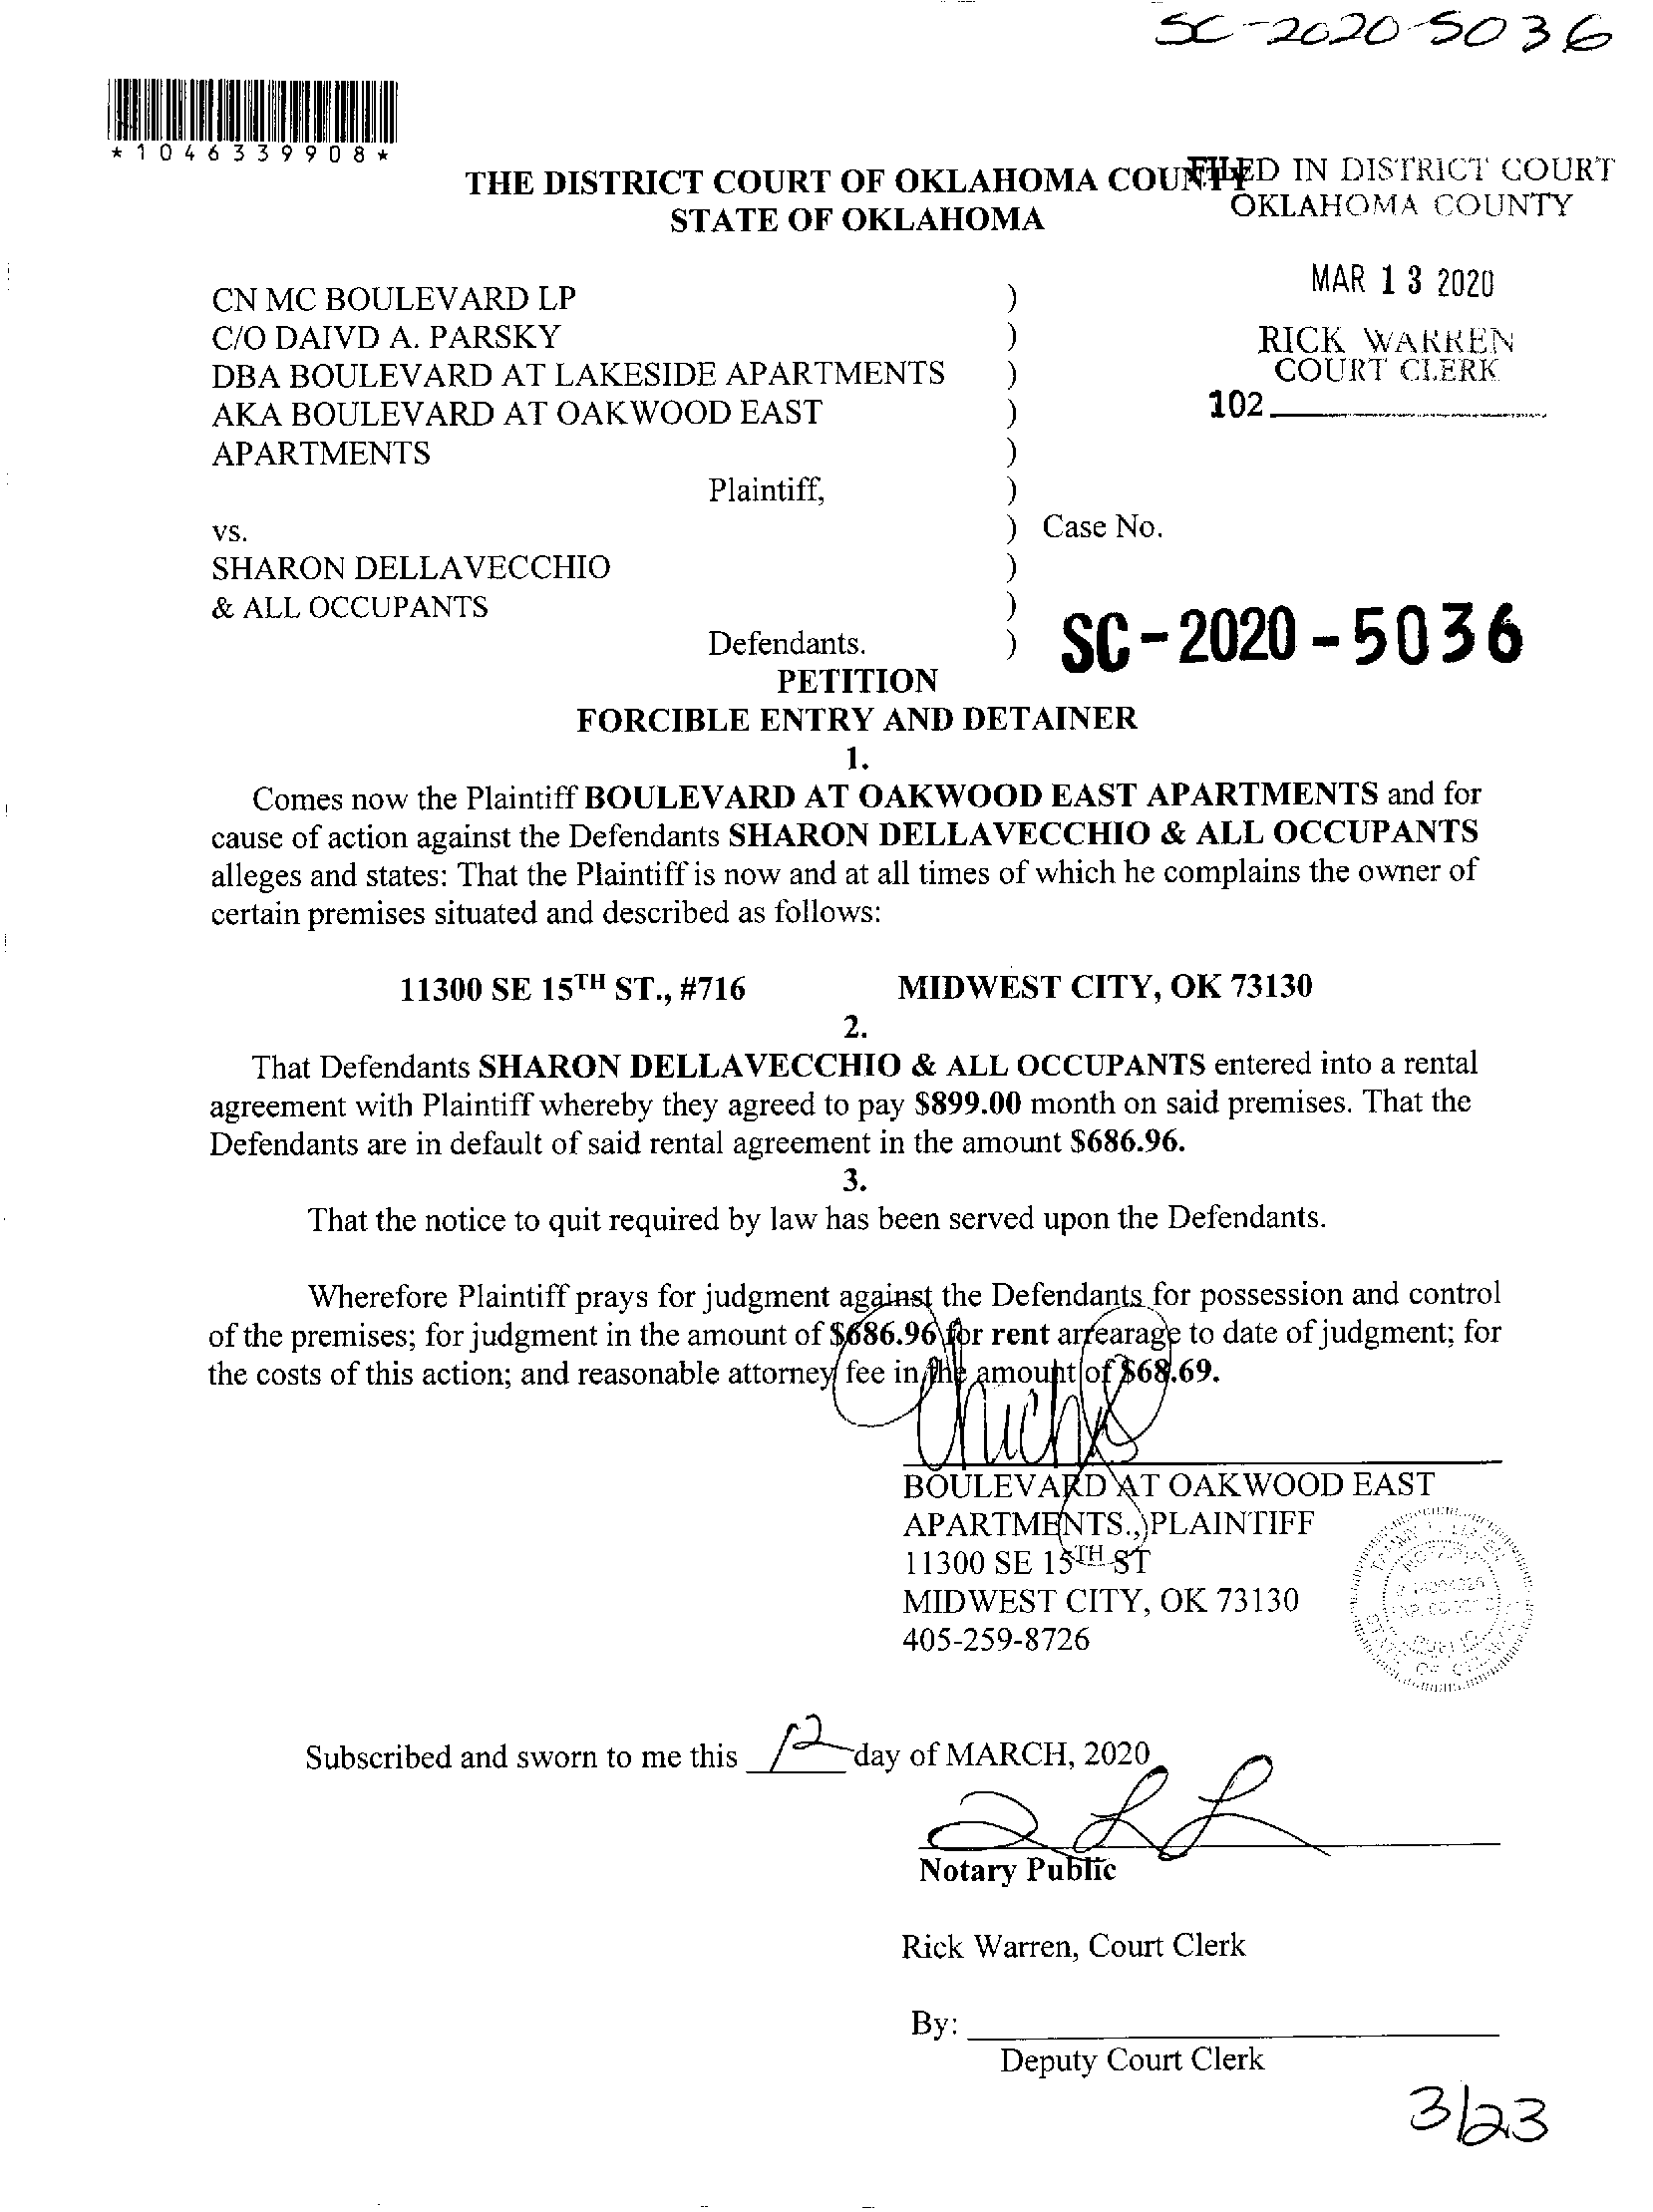 SC-2020-5036
*1046339908*
THE DISTRICT COURT OF OKLAHOMA COUNTY
STATE OF OKLAHOMA
FILED IN DISTRICT COURT
OKLAHOMA COUNTY
MAR 13 2020
RICK WARREN
COURT CLERK
102
CN MC BOULEVARD LP )
C/O DAIVD A. PARSKY )
DBA BOULEVARD AT LAKESIDE APARTMENTS )
AKA BOULEVARD AT OAKWOOD EAST )
APARTMENTS )
Plaintiff, )
vs. ) Case No.
SHARON DELLAVECCHIO )
& ALL OCCUPANTS )
Defendants. )
SC-2020-5036
PETITION
FORCIBLE ENTRY AND DETAINER
1.
Comes now the Plaintiff BOULEVARD AT OAKWOOD EAST APARTMENTS and for
cause of action against the Defendants SHARON DELLAVECCHIO & ALL OCCUPANTS
alleges and states: That the Plaintiff is now and at all times of which he complains the owner of
certain premises situated and described as follows:
11300 SE 15TH ST., #716 MIDWEST CITY, OK 73130
2.
That Defendants SHARON DELLAVECCHIO & ALL OCCUPANTS entered into a rental
agreement with Plaintiff whereby they agreed to pay $899.00 month on said premises. That the
Defendants are in default of said rental agreement in the amount $686.96.
3.
That the notice to quit required by law has been served upon the Defendants.
Wherefore Plaintiff prays for judgment against the Defendants for possession and control
of the premises; for judgment in the amount of $686.96 for rent arrearage to date of judgment; for
the costs of this action; and reasonable attorney fee in the amount of $68.69.
BOULEVARD AT OAKWOOD EAST
APARTMENTS., PLAINTIFF
11300 SE 15TH ST
MIDWEST CITY, OK 73130
405-259-8726
NOTARY
PUBLIC
STATE OF OKLAHOMA
Subscribed and sworn to me this 12 day of MARCH, 2020
Notary Public
Rick Warren, Court Clerk
By:
Deputy Court Clerk
3/23